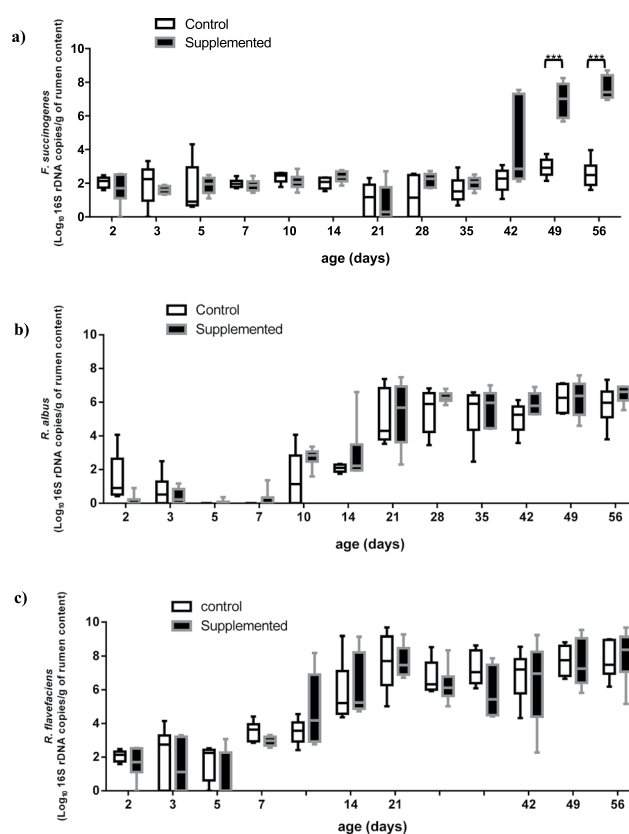 a)
Control
Supplemented
F. succinogenes
(Log10 16S rDNA copies/g of rumen content)
10
8
6
4
2
0
*** ***
2 3 5 7 10 14 21 28 35 42 49 56
age (days)
b)
Control
Supplemented
R. albus
(Log10 16S rDNA copies/g of rumen content)
10
8
6
4
2
0
2 3 5 7 10 14 21 28 35 42 49 56
age (days)
c)
control
Supplemented
R. flavefaciens
(Log10 16S rDNA copies/g of rumen content)
10
8
6
4
2
0
2 3 5 7 14 21 42 49 56
age (days)